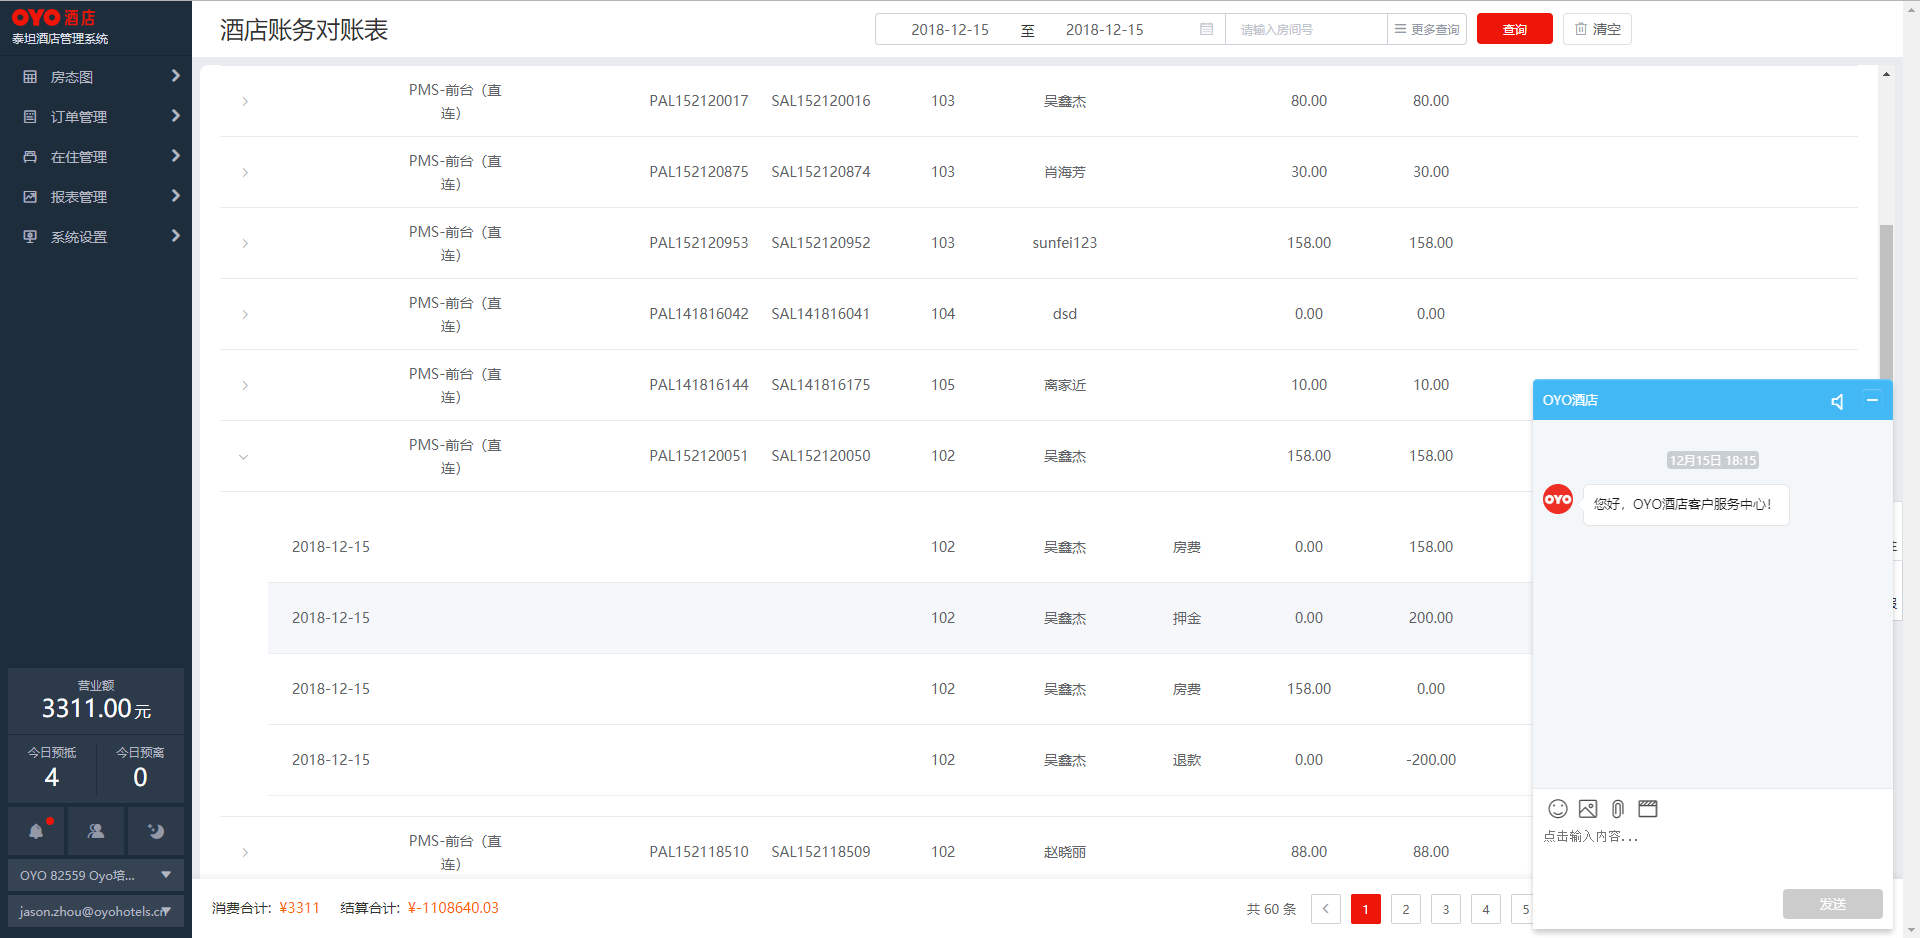 OYO 酒店
泰坦酒店管理系统
房态图
订单管理
在住管理
报表管理
系统设置
营业额
3311.00元
今日预抵
4
今日预离
0
OYO 82559 Oyo培...
jason.zhou@oyohotels.cn
酒店账务对账表
2018-12-15 至 2018-12-15
请输入房间号
更多查询
查询
清空
PMS-前台（直连） PAL152120017 SAL152120016 103 吴鑫杰 80.00 80.00
PMS-前台（直连） PAL152120875 SAL152120874 103 肖海芳 30.00 30.00
PMS-前台（直连） PAL152120953 SAL152120952 103 sunfei123 158.00 158.00
PMS-前台（直连） PAL141816042 SAL141816041 104 dsd 0.00 0.00
PMS-前台（直连） PAL141816144 SAL141816175 105 离家近 10.00 10.00
PMS-前台（直连） PAL152120051 SAL152120050 102 吴鑫杰 158.00 158.00
2018-12-15 102 吴鑫杰 房费 0.00 158.00
2018-12-15 102 吴鑫杰 押金 0.00 200.00
2018-12-15 102 吴鑫杰 房费 158.00 0.00
2018-12-15 102 吴鑫杰 退款 0.00 -200.00
PMS-前台（直连） PAL152118510 SAL152118509 102 赵晓丽 88.00 88.00
消费合计: ¥3311 结算合计: ¥-1108640.03
共 60 条 1 2 3 4 5
OYO酒店
12月15日 18:15
OYO
您好，OYO酒店客户服务中心！
点击输入内容...
发送